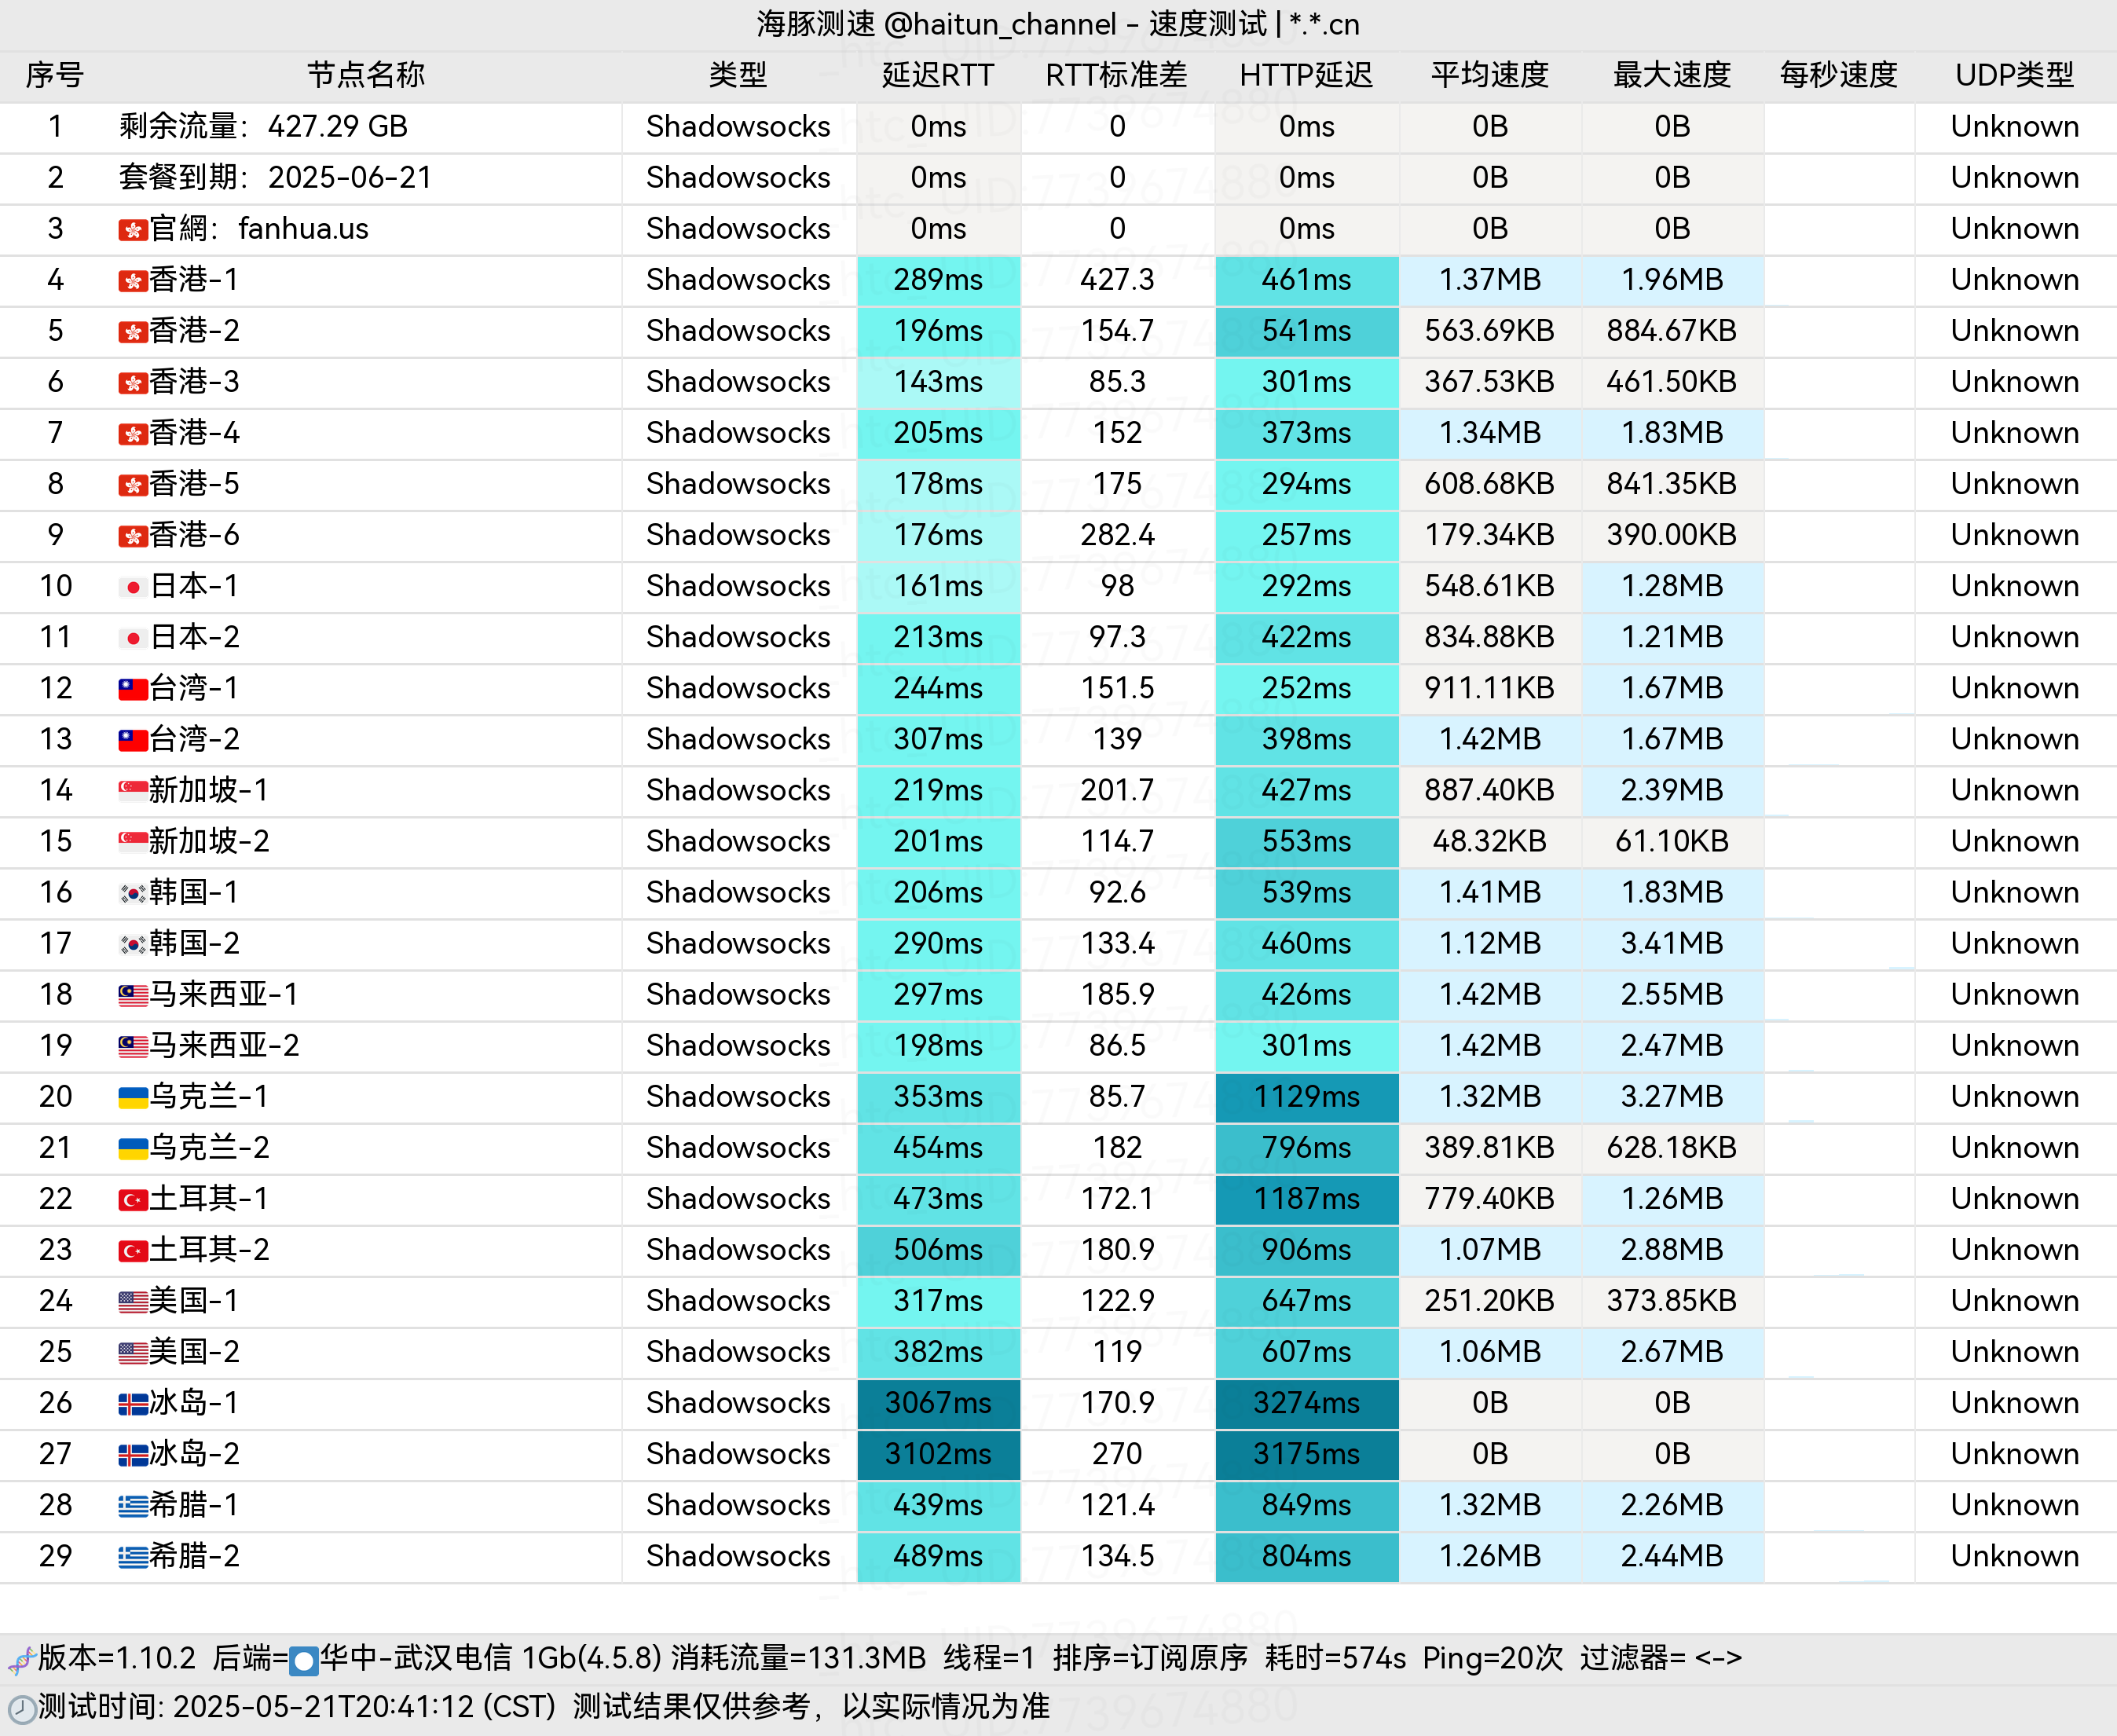 海豚测速 @haitun_channel - 速度测试 | *.*.cn
序号 节点名称 类型 延迟RTT RTT标准差 HTTP延迟 平均速度 最大速度 每秒速度 UDP类型
1 剩余流量：427.29 GB Shadowsocks 0ms 0 0ms 0B 0B Unknown
2 套餐到期：2025-06-21 Shadowsocks 0ms 0 0ms 0B 0B Unknown
3 官網：fanhua.us Shadowsocks 0ms 0 0ms 0B 0B Unknown
4 香港-1 Shadowsocks 289ms 427.3 461ms 1.37MB 1.96MB Unknown
5 香港-2 Shadowsocks 196ms 154.7 541ms 563.69KB 884.67KB Unknown
6 香港-3 Shadowsocks 143ms 85.3 301ms 367.53KB 461.50KB Unknown
7 香港-4 Shadowsocks 205ms 152 373ms 1.34MB 1.83MB Unknown
8 香港-5 Shadowsocks 178ms 175 294ms 608.68KB 841.35KB Unknown
9 香港-6 Shadowsocks 176ms 282.4 257ms 179.34KB 390.00KB Unknown
10 日本-1 Shadowsocks 161ms 98 292ms 548.61KB 1.28MB Unknown
11 日本-2 Shadowsocks 213ms 97.3 422ms 834.88KB 1.21MB Unknown
12 台湾-1 Shadowsocks 244ms 151.5 252ms 911.11KB 1.67MB Unknown
13 台湾-2 Shadowsocks 307ms 139 398ms 1.42MB 1.67MB Unknown
14 新加坡-1 Shadowsocks 219ms 201.7 427ms 887.40KB 2.39MB Unknown
15 新加坡-2 Shadowsocks 201ms 114.7 553ms 48.32KB 61.10KB Unknown
16 韩国-1 Shadowsocks 206ms 92.6 539ms 1.41MB 1.83MB Unknown
17 韩国-2 Shadowsocks 290ms 133.4 460ms 1.12MB 3.41MB Unknown
18 马来西亚-1 Shadowsocks 297ms 185.9 426ms 1.42MB 2.55MB Unknown
19 马来西亚-2 Shadowsocks 198ms 86.5 301ms 1.42MB 2.47MB Unknown
20 乌克兰-1 Shadowsocks 353ms 85.7 1129ms 1.32MB 3.27MB Unknown
21 乌克兰-2 Shadowsocks 454ms 182 796ms 389.81KB 628.18KB Unknown
22 土耳其-1 Shadowsocks 473ms 172.1 1187ms 779.40KB 1.26MB Unknown
23 土耳其-2 Shadowsocks 506ms 180.9 906ms 1.07MB 2.88MB Unknown
24 美国-1 Shadowsocks 317ms 122.9 647ms 251.20KB 373.85KB Unknown
25 美国-2 Shadowsocks 382ms 119 607ms 1.06MB 2.67MB Unknown
26 冰岛-1 Shadowsocks 3067ms 170.9 3274ms 0B 0B Unknown
27 冰岛-2 Shadowsocks 3102ms 270 3175ms 0B 0B Unknown
28 希腊-1 Shadowsocks 439ms 121.4 849ms 1.32MB 2.26MB Unknown
29 希腊-2 Shadowsocks 489ms 134.5 804ms 1.26MB 2.44MB Unknown
版本=1.10.2 后端=华中-武汉电信 1Gb(4.5.8) 消耗流量=131.3MB 线程=1 排序=订阅原序 耗时=574s Ping=20次 过滤器= <->
测试时间: 2025-05-21T20:41:12 (CST) 测试结果仅供参考，以实际情况为准